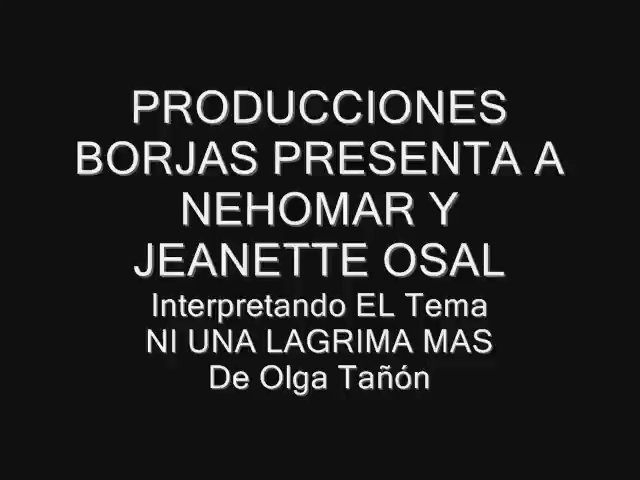 PRODUCCIONES
BORJAS PRESENTA A
NEHOMAR Y
JEANETTE OSAL
Interpretando EL Tema
NI UNA LAGRIMA MAS
De Olga Tañón